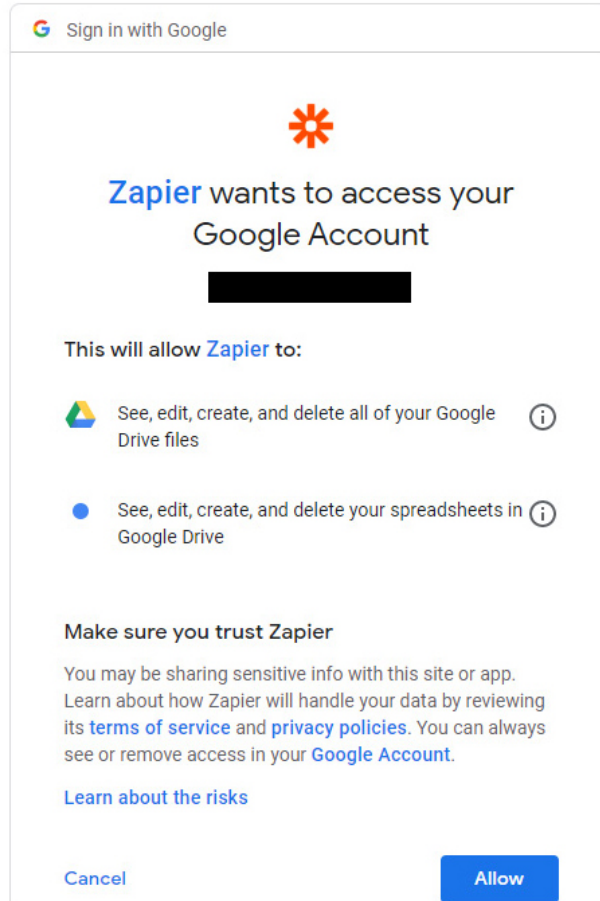 Sign in with Google
Zapier wants to access your
Google Account
This will allow Zapier to:
See, edit, create, and delete all of your Google
Drive files
See, edit, create, and delete your spreadsheets in
Google Drive
Make sure you trust Zapier
You may be sharing sensitive info with this site or app.
Learn about how Zapier will handle your data by reviewing
its terms of service and privacy policies. You can always
see or remove access in your Google Account.
Learn about the risks
Cancel
Allow